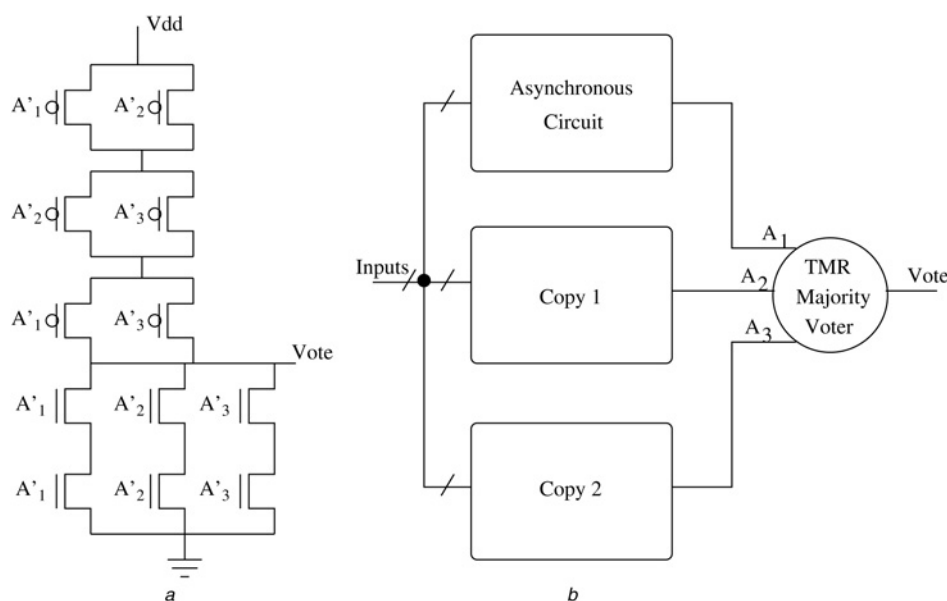 Vdd
A'1 A'2
A'2 A'3
A'1 A'3
Vote
A'1 A'2 A'3
A'1 A'2 A'3
a
Asynchronous
Circuit
Inputs
Copy 1
Copy 2
A1
A2
A3
TMR
Majority
Voter
Vote
b